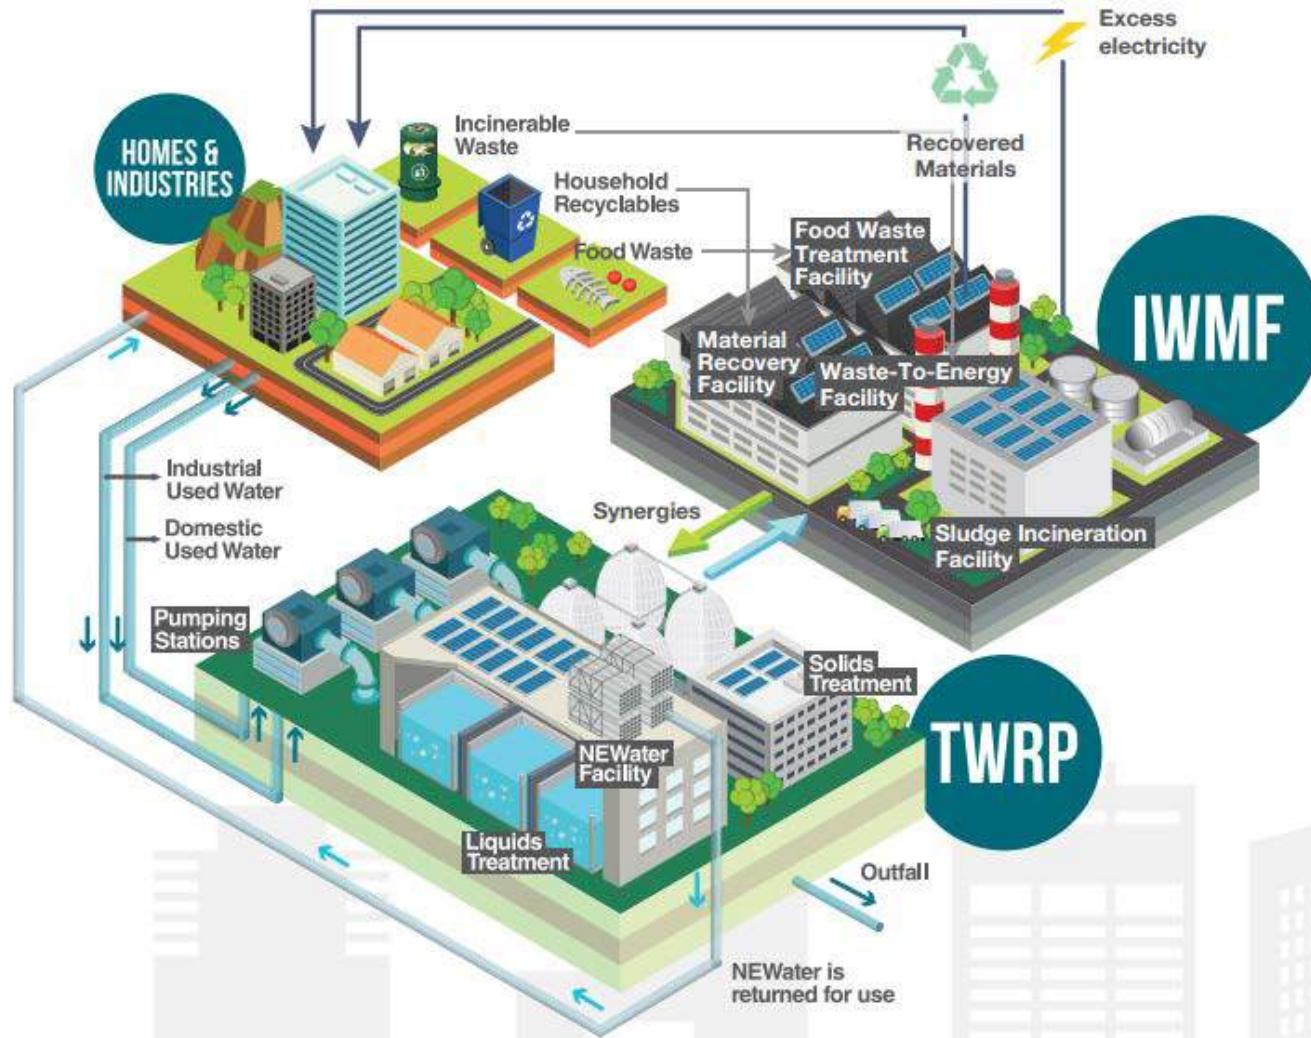 Excess
electricity
HOMES &
INDUSTRIES
Incinerable
Waste
Recovered
Materials
Household
Recyclables
Food Waste
Food Waste
Treatment
Facility
IWMF
Material
Recovery
Facility
Waste-To-Energy
Facility
Industrial
Used Water
Domestic
Used Water
Synergies
Sludge Incineration
Facility
Pumping
Stations
Solids
Treatment
TWRP
NEWater
Facility
Liquids
Treatment
Outfall
NEWater is
returned for use